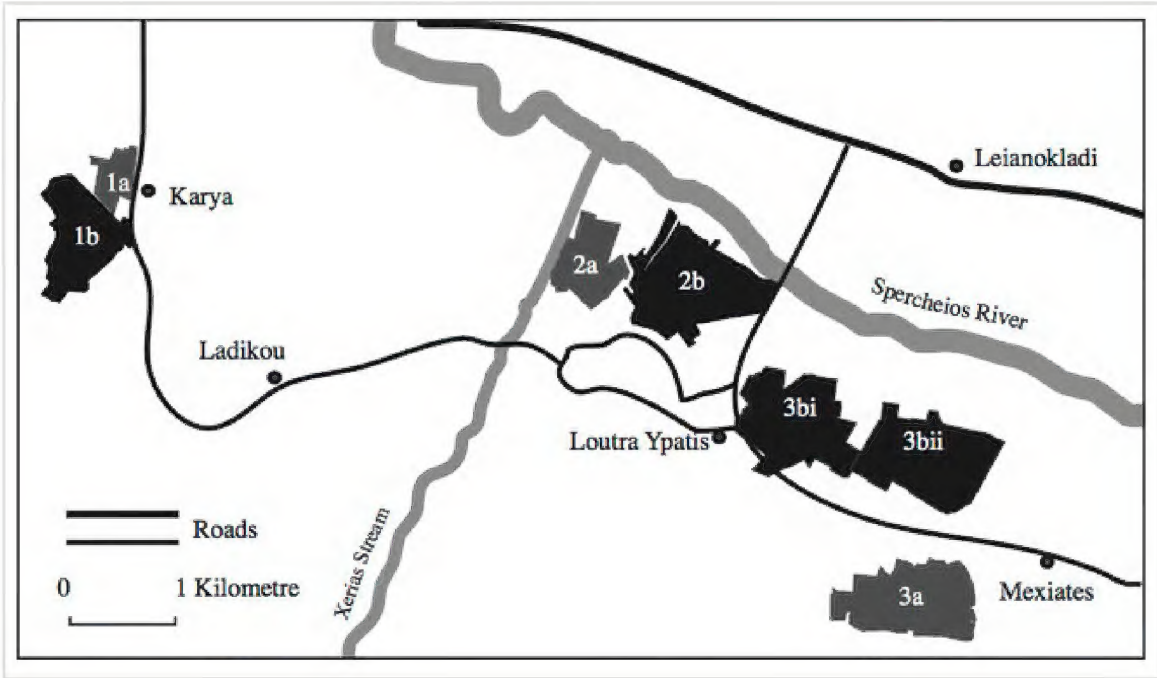 Leianokladi
1a
Karya
1b
2a
2b
Spercheios River
Ladikou
3bi
Loutra Ypatis
3bii
Roads
Xerias Stream
0 1 Kilometre
3a
Mexiates